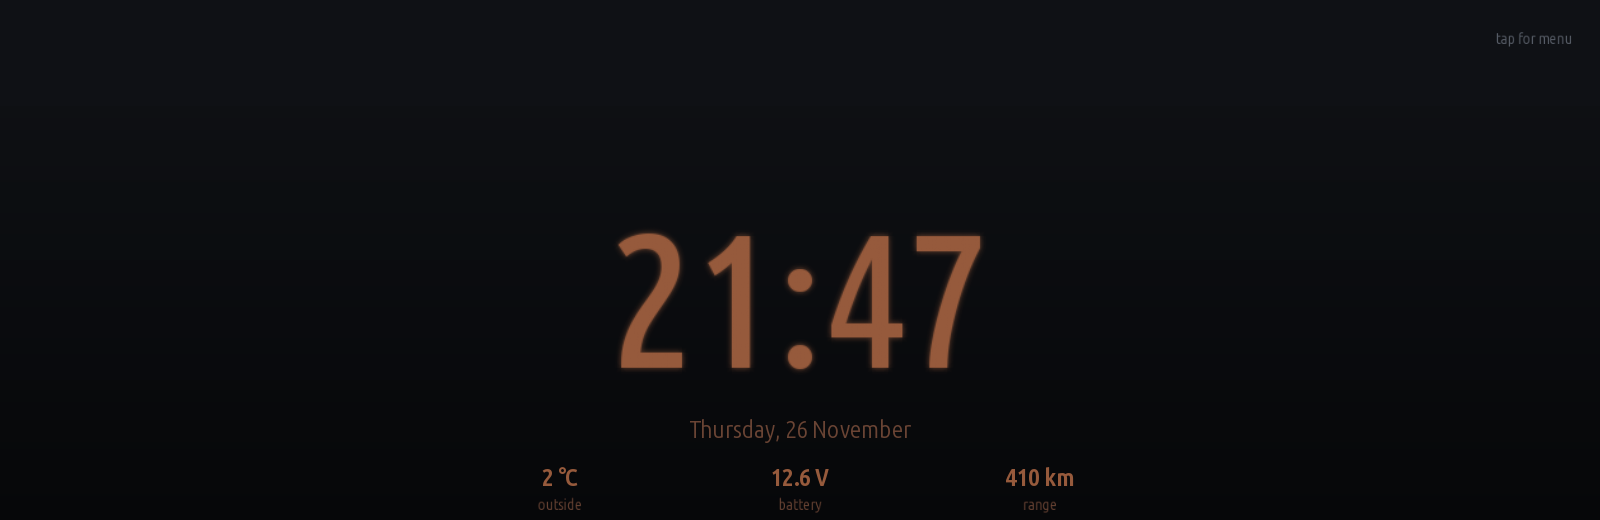 tap for menu
21:47
Thursday, 26 November
2 °C
12.6 V
410 km
outside
battery
range